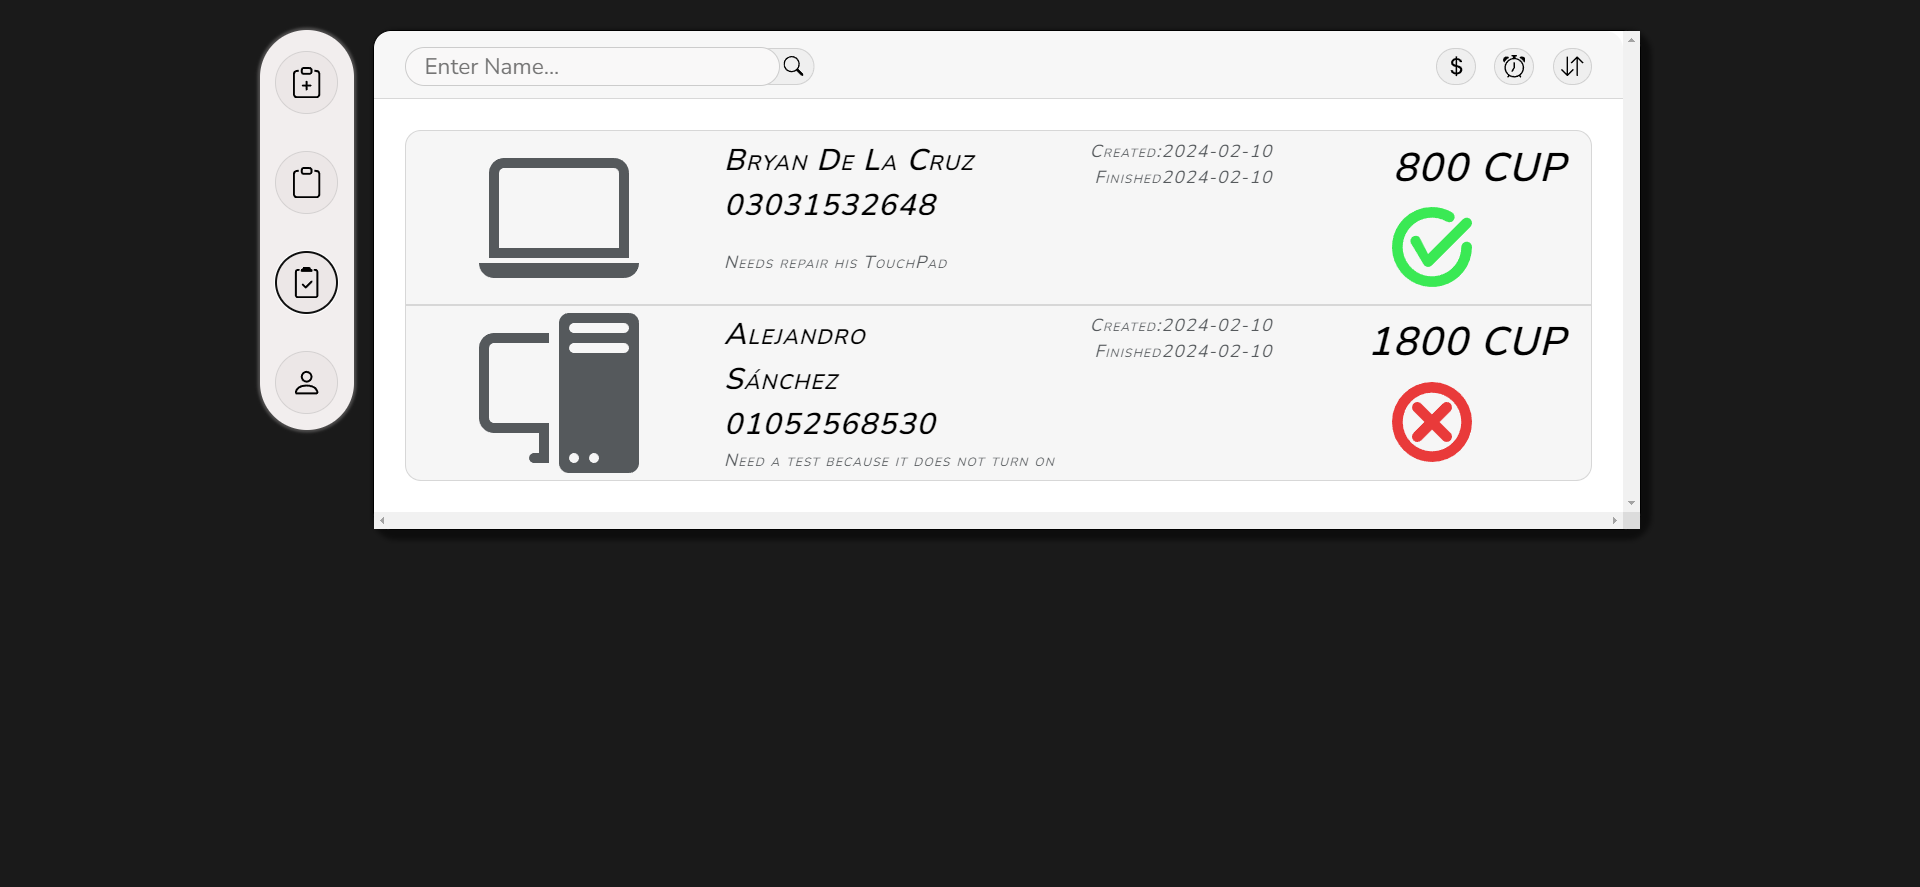 Enter Name...
$
Bryan De La Cruz
03031532648
Needs repair his TouchPad
Created:2024-02-10
Finished2024-02-10
800 CUP
Alejandro
Sánchez
01052568530
Need a test because it does not turn on
Created:2024-02-10
Finished2024-02-10
1800 CUP